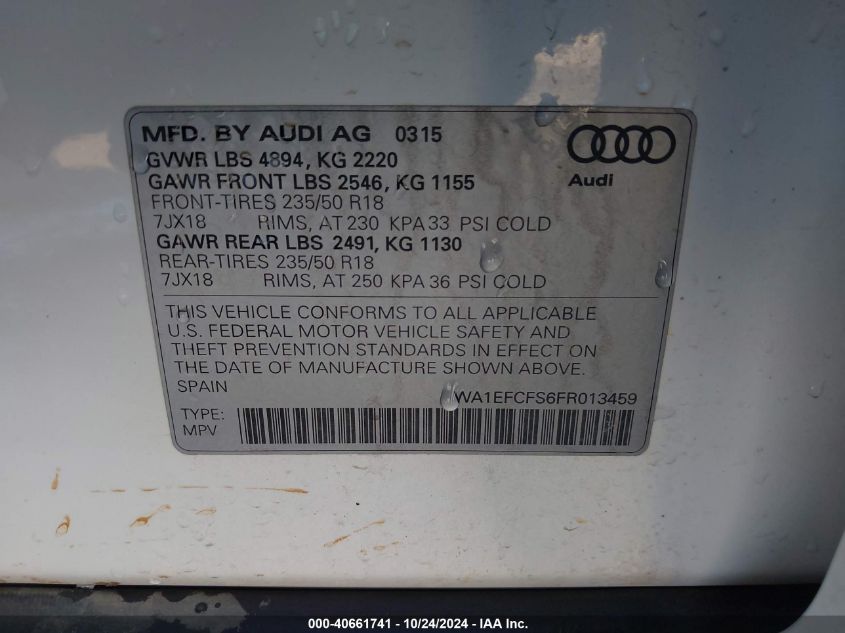 MFD. BY AUDI AG 0315
GVWR LBS 4894, KG 2220
GAWR FRONT LBS 2546, KG 1155
FRONT-TIRES 235/50 R18
7JX18 RIMS, AT 230 KPA 33 PSI COLD
GAWR REAR LBS 2491, KG 1130
REAR-TIRES 235/50 R18
7JX18 RIMS, AT 250 KPA 36 PSI COLD
Audi
THIS VEHICLE CONFORMS TO ALL APPLICABLE
U.S. FEDERAL MOTOR VEHICLE SAFETY AND
THEFT PREVENTION STANDARDS IN EFFECT ON
THE DATE OF MANUFACTURE SHOWN ABOVE.
SPAIN
WA1EFCFS6FR013459
TYPE:
MPV
000-40661741 - 10/24/2024 - IAA Inc.